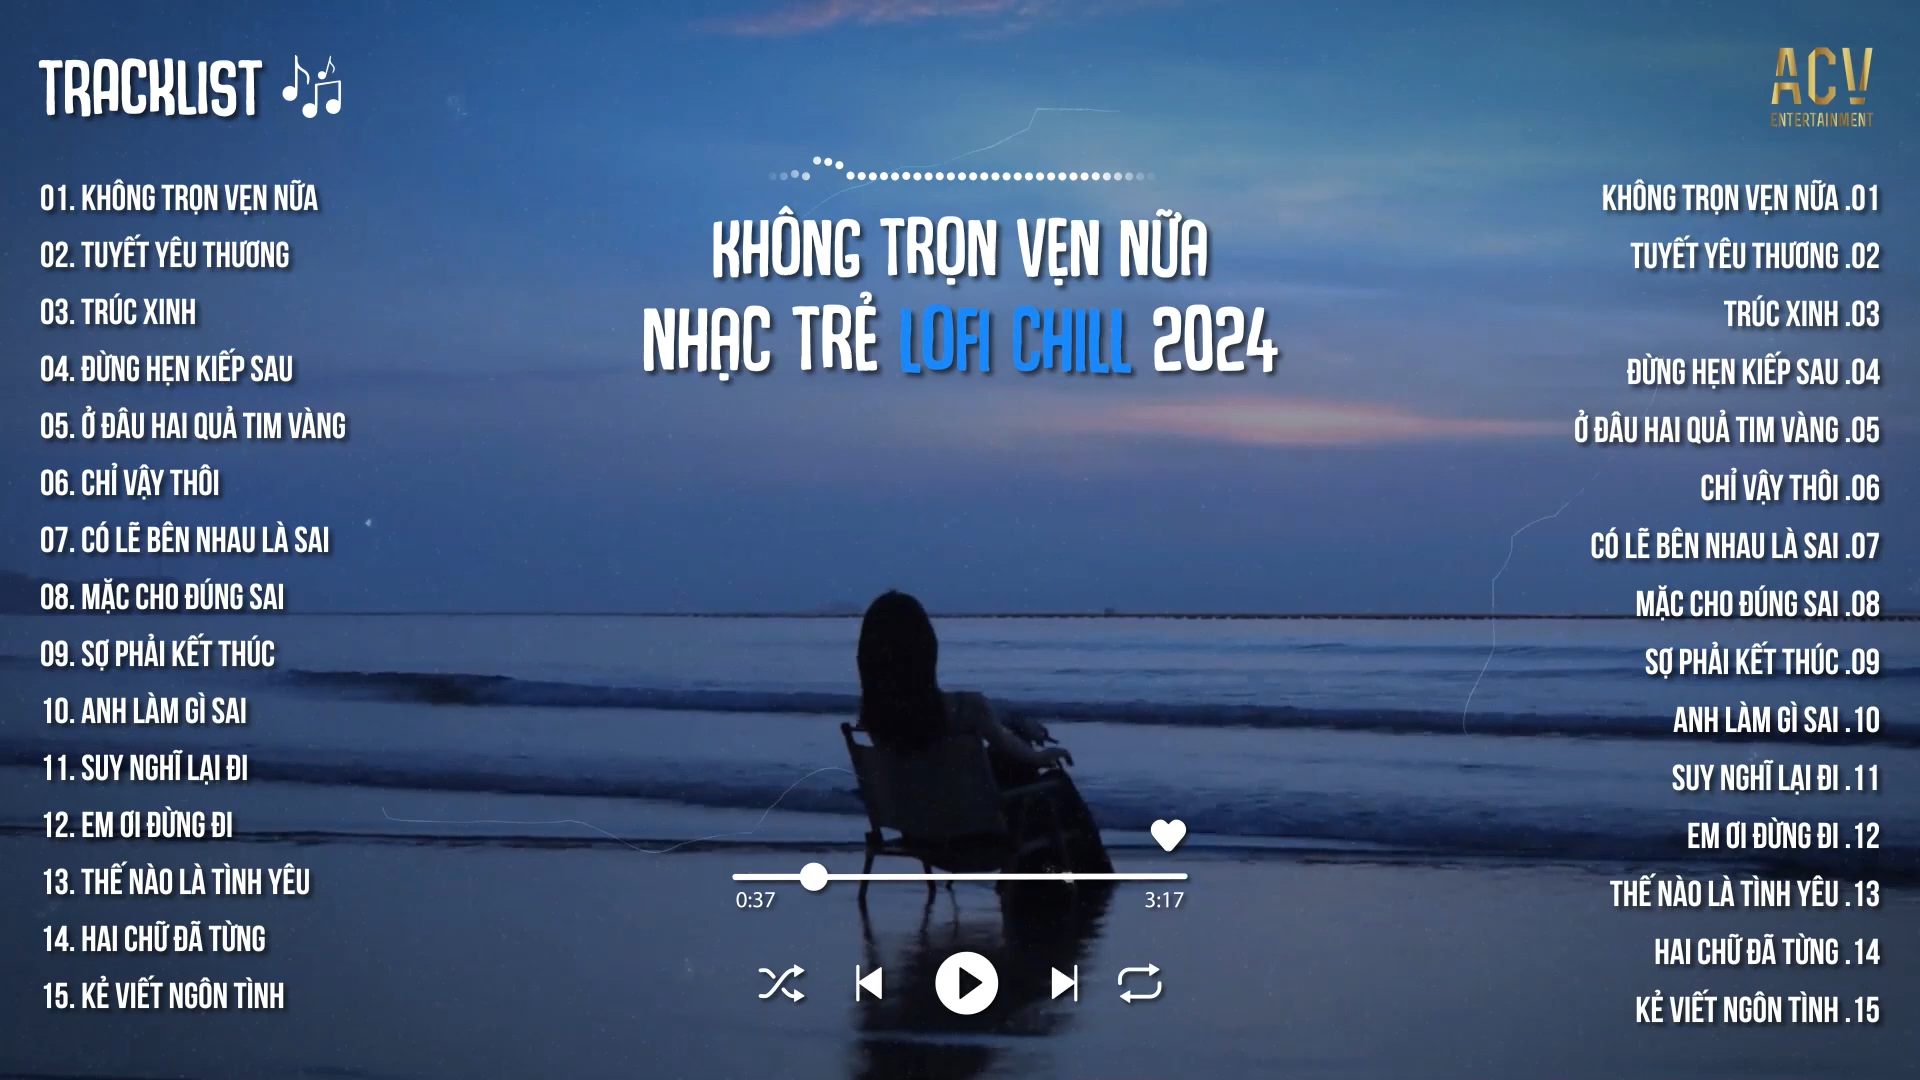 TRACKLIST
ACV
ENTERTAINMENT
KHÔNG TRỌN VẸN NỮA
NHẠC TRẺ LOFI CHILL 2024
01. KHÔNG TRỌN VẸN NỮA
02. TUYẾT YÊU THƯƠNG
03. TRÚC XINH
04. ĐỪNG HẸN KIẾP SAU
05. Ở ĐÂU HAI QUẢ TIM VÀNG
06. CHỈ VẬY THÔI
07. CÓ LẼ BÊN NHAU LÀ SAI
08. MẶC CHO ĐÚNG SAI
09. SỢ PHẢI KẾT THÚC
10. ANH LÀM GÌ SAI
11. SUY NGHĨ LẠI ĐI
12. EM ƠI ĐỪNG ĐI
13. THẾ NÀO LÀ TÌNH YÊU
14. HAI CHỮ ĐÃ TỪNG
15. KẺ VIẾT NGÔN TÌNH
KHÔNG TRỌN VẸN NỮA .01
TUYẾT YÊU THƯƠNG .02
TRÚC XINH .03
ĐỪNG HẸN KIẾP SAU .04
Ở ĐÂU HAI QUẢ TIM VÀNG .05
CHỈ VẬY THÔI .06
CÓ LẼ BÊN NHAU LÀ SAI .07
MẶC CHO ĐÚNG SAI .08
SỢ PHẢI KẾT THÚC .09
ANH LÀM GÌ SAI .10
SUY NGHĨ LẠI ĐI .11
EM ƠI ĐỪNG ĐI .12
THẾ NÀO LÀ TÌNH YÊU .13
HAI CHỮ ĐÃ TỪNG .14
KẺ VIẾT NGÔN TÌNH .15
0:37
3:17